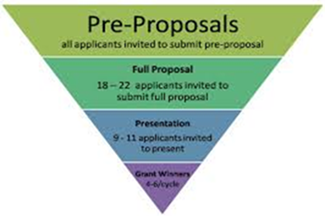 Pre-Proposals
all applicants invited to submit pre-proposal
Full Proposal
18 – 22 applicants invited to
submit full proposal
Presentation
9 - 11 applicants invited
to present
Grant Winners
4-6/cycle